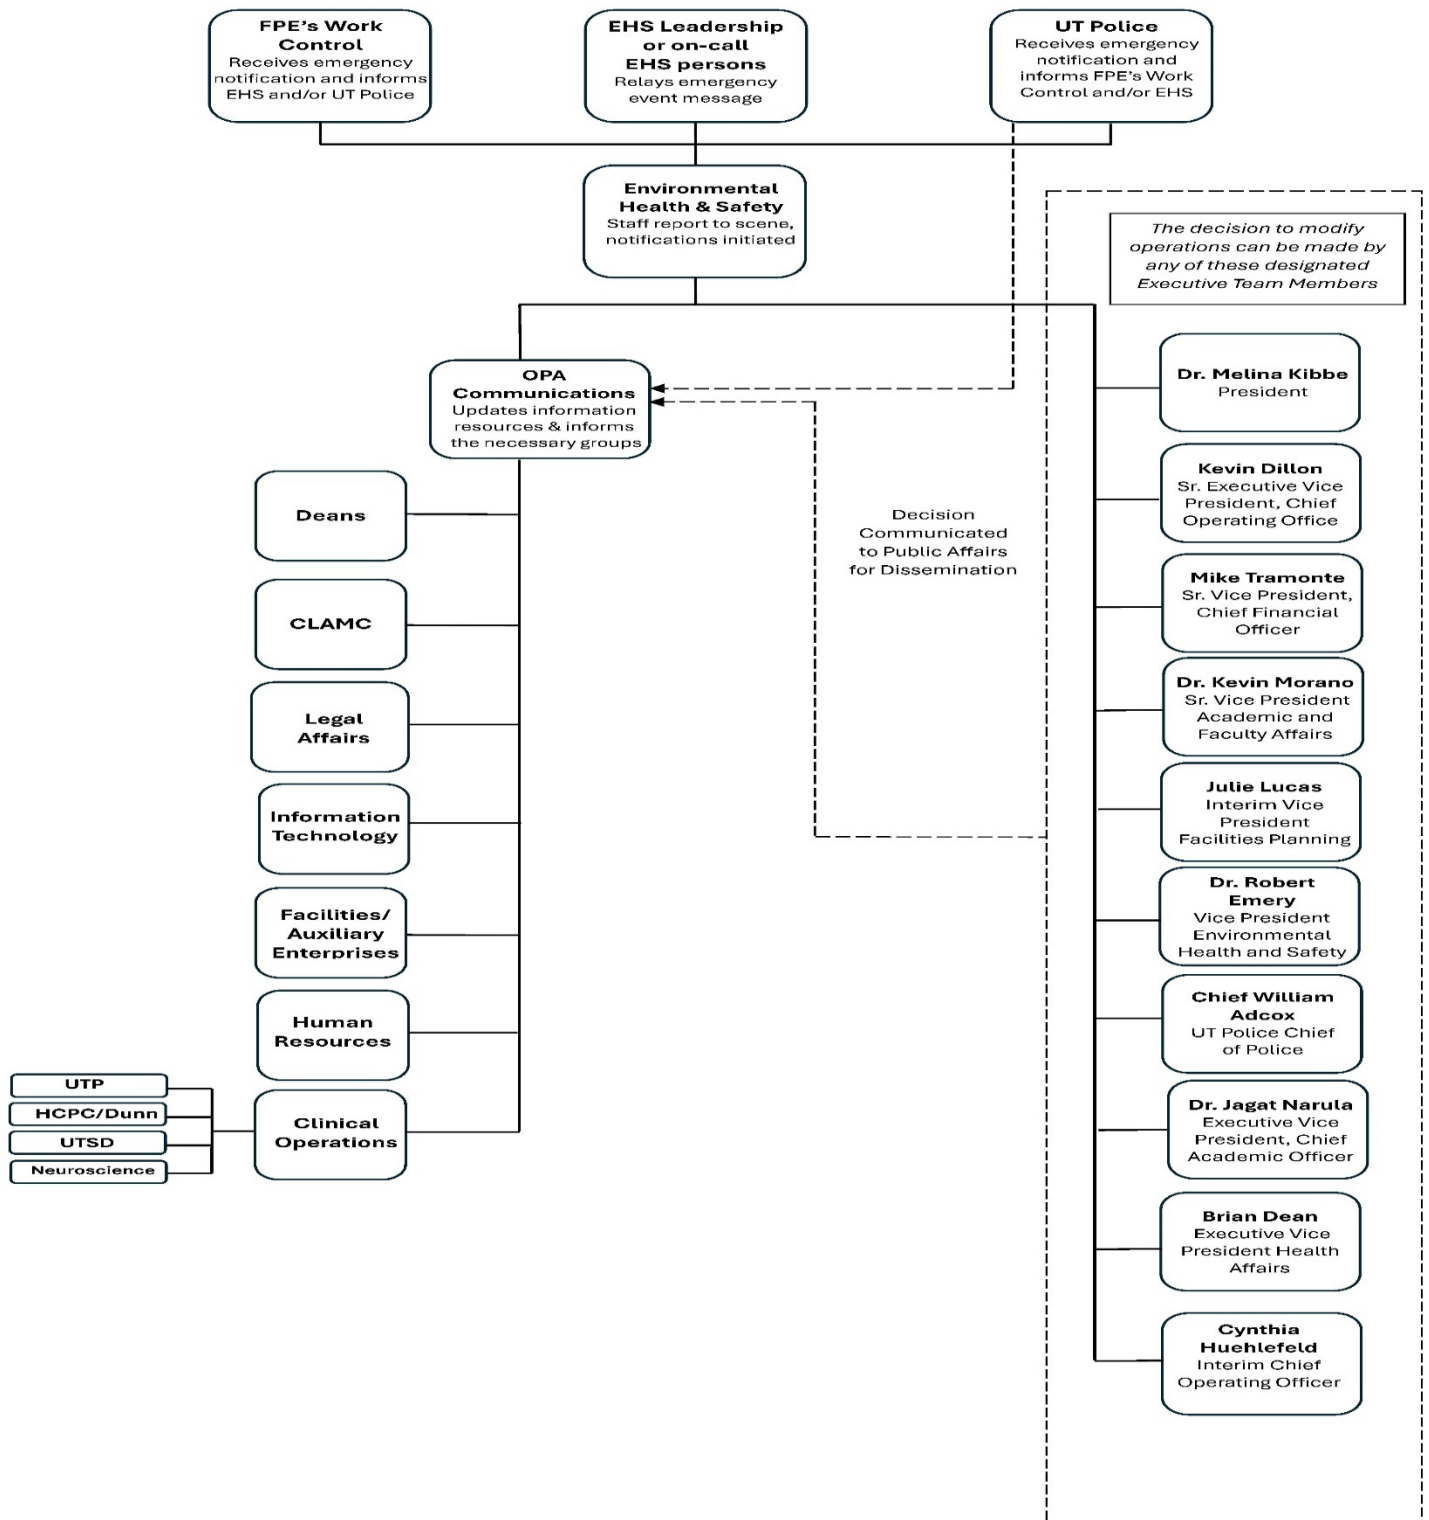 FPE's Work
Control
Receives emergency
notification and informs
EHS and/or UT Police
EHS Leadership
or on-call
EHS persons
Relays emergency
event message
UT Police
Receives emergency
notification and
informs FPE's Work
Control and/or EHS
Environmental
Health & Safety
Staff report to scene,
notifications initiated
The decision to modify
operations can be made by
any of these designated
Executive Team Members
OPA
Communications
Updates information
resources & informs
the necessary groups
Decision
Communicated
to Public Affairs
for Dissemination
Deans
CLAMC
Legal
Affairs
Information
Technology
Facilities/
Auxiliary
Enterprises
Human
Resources
Clinical
Operations
UTP
HCPC/Dunn
UTSD
Neuroscience
Dr. Melina Kibbe
President
Kevin Dillon
Sr. Executive Vice
President, Chief
Operating Office
Mike Tramonte
Sr. Vice President,
Chief Financial
Officer
Dr. Kevin Morano
Sr. Vice President
Academic and
Faculty Affairs
Julie Lucas
Interim Vice
President
Facilities Planning
Dr. Robert
Emery
Vice President
Environmental
Health and Safety
Chief William
Adcox
UT Police Chief
of Police
Dr. Jagat Narula
Executive Vice
President, Chief
Academic Officer
Brian Dean
Executive Vice
President Health
Affairs
Cynthia
Huehlefeld
Interim Chief
Operating Officer